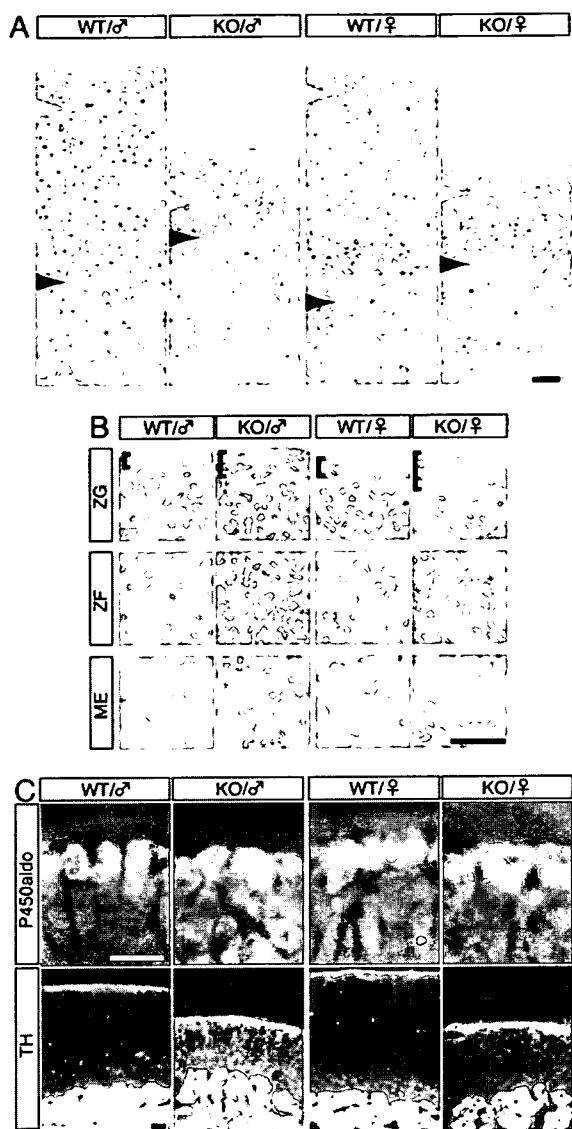 A WT/♂ KO/♂ WT/♀ KO/♀
B WT/♂ KO/♂ WT/♀ KO/♀
ZG
ZF
ME
C WT/♂ KO/♂ WT/♀ KO/♀
P450aldo
TH